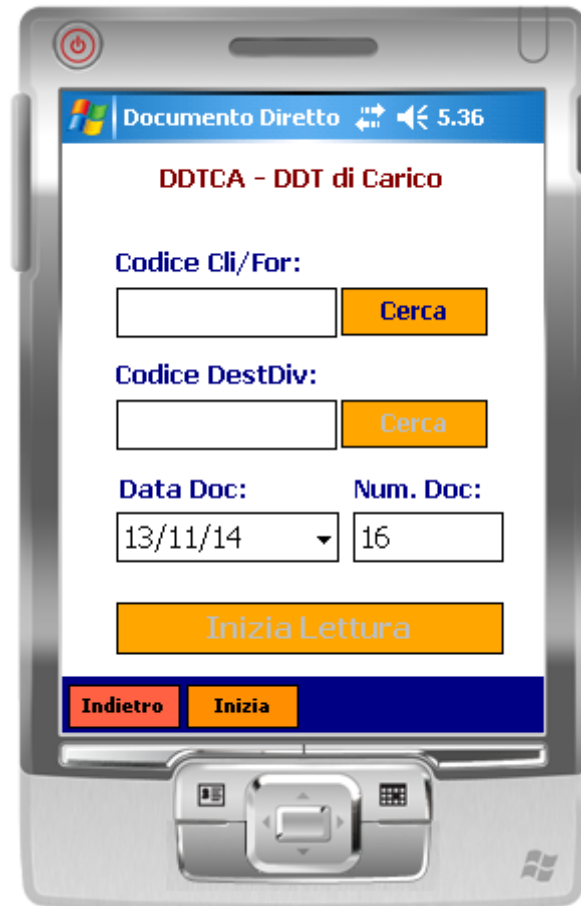 Documento Diretto 5.36
DDTCA - DDT di Carico
Codice Cli/For:
Cerca
Codice DestDiv:
Cerca
Data Doc: Num. Doc:
13/11/14 16
Inizia Lettura
Indietro Inizia